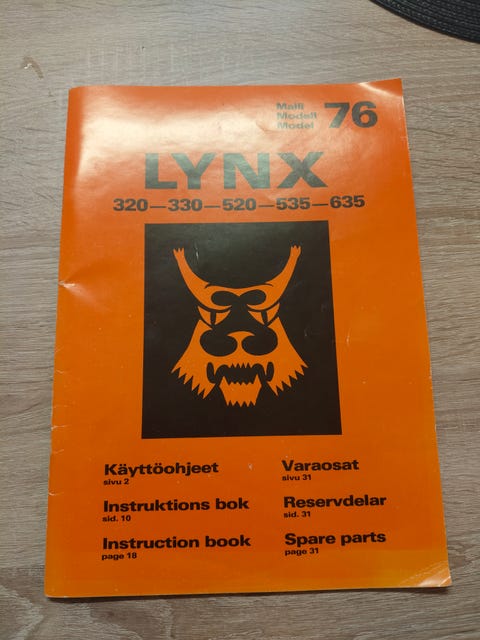 Malli
Modell 76
Model
LYNX
320—330—520—535—635
Käyttöohjeet
sivu 2
Varaosat
sivu 31
Instruktions bok
sid. 10
Reservdelar
sid. 31
Instruction book
page 18
Spare parts
page 31